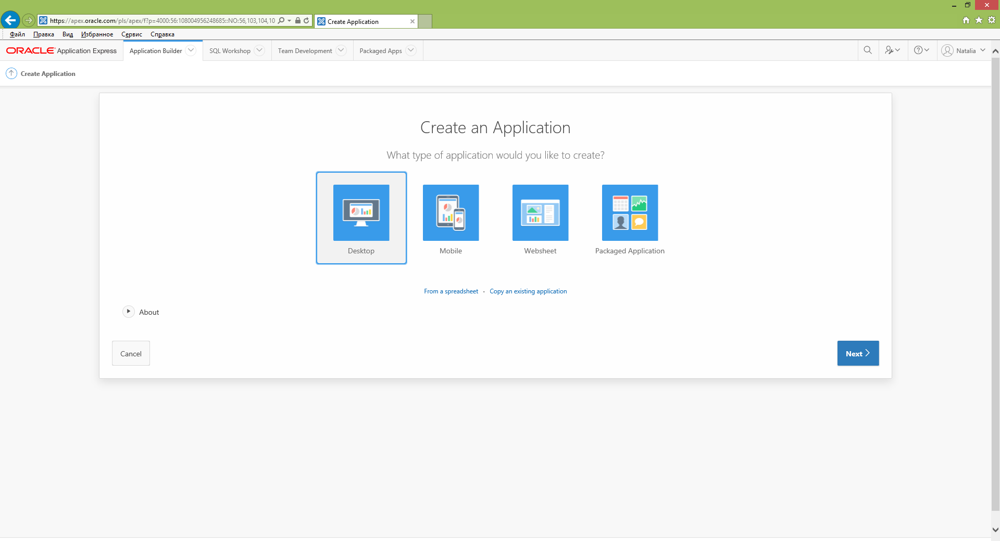 https://apex.oracle.com/pls/apex/f?p=4000:56:108004956248685::NO:56,103,104,10
Create Application
Файл Правка Вид Избранное Сервис Справка
ORACLE Application Express Application Builder SQL Workshop Team Development Packaged Apps Natalia
Create Application
Create an Application
What type of application would you like to create?
Desktop Mobile Websheet Packaged Application
From a spreadsheet · Copy an existing application
About
Cancel Next